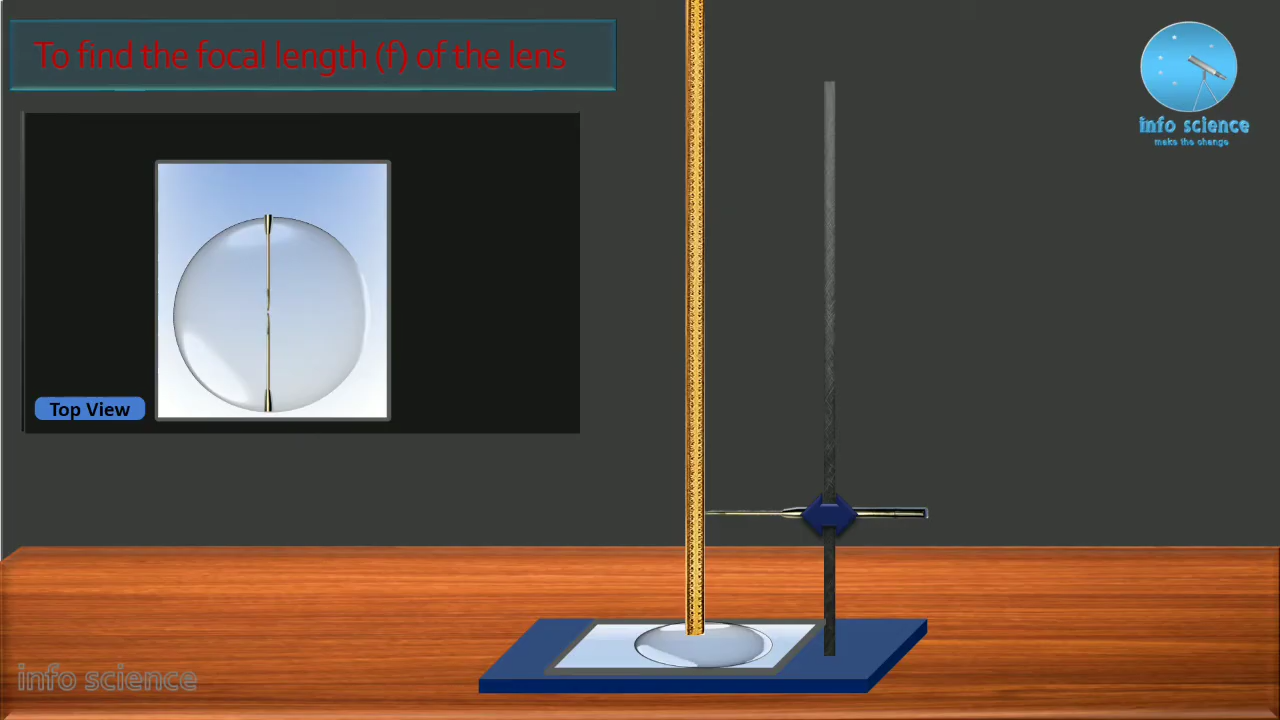 To find the focal length (f) of the lens
info science
make the change
Top View
info science